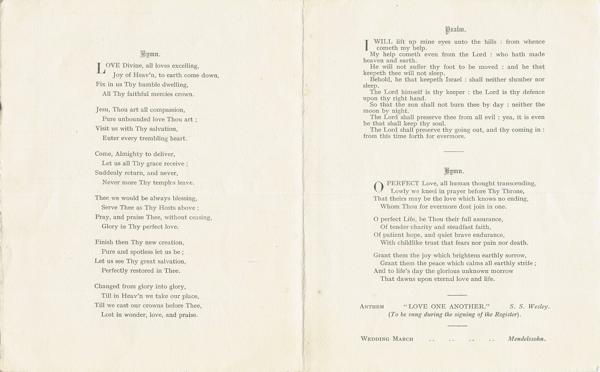 Hymn.
LOVE Divine, all loves excelling,
Joy of Heav'n, to earth come down,
Fix in us Thy humble dwelling,
All Thy faithful mercies crown.
Jesu, Thou art all compassion,
Pure unbounded love Thou art ;
Visit us with Thy salvation,
Enter every trembling heart.
Come, Almighty to deliver,
Let us all Thy grace receive ;
Suddenly return, and never,
Never more Thy temples leave.
Thee we would be always blessing,
Serve Thee as Thy Hosts above ;
Pray, and praise Thee, without ceasing,
Glory in Thy perfect love.
Finish then Thy new creation,
Pure and spotless let us be ;
Let us see Thy great salvation,
Perfectly restored in Thee.
Changed from glory into glory,
Till in Heav'n we take our place,
Till we cast our crowns before Thee,
Lost in wonder, love, and praise.
Psalm.
I WILL lift up mine eyes unto the hills : from whence
cometh my help.
My help cometh even from the Lord : who hath made
heaven and earth.
He will not suffer thy foot to be moved : and he that
keepeth thee will not sleep.
Behold, he that keepeth Israel : shall neither slumber nor
sleep.
The Lord himself is thy keeper : the Lord is thy defence
upon thy right hand.
So that the sun shall not burn thee by day : neither the
moon by night.
The Lord shall preserve thee from all evil : yea, it is even
he that shall keep thy soul.
The Lord shall preserve thy going out, and thy coming in :
from this time forth for evermore.
Hymn.
O PERFECT Love, all human thought transcending,
Lowly we kneel in prayer before Thy Throne,
That theirs may be the love which knows no ending,
Whom Thou for evermore dost join in one.
O perfect Life, be Thou their full assurance,
Of tender charity and steadfast faith,
Of patient hope, and quiet brave endurance,
With childlike trust that fears nor pain nor death.
Grant them the joy which brightens earthly sorrow,
Grant them the peace which calms all earthly strife ;
And to life's day the glorious unknown morrow
That dawns upon eternal love and life.
ANTHEM "LOVE ONE ANOTHER." S. S. Wesley.
(To be sung during the signing of the Register).
WEDDING MARCH .. .. .. .. Mendelssohn.